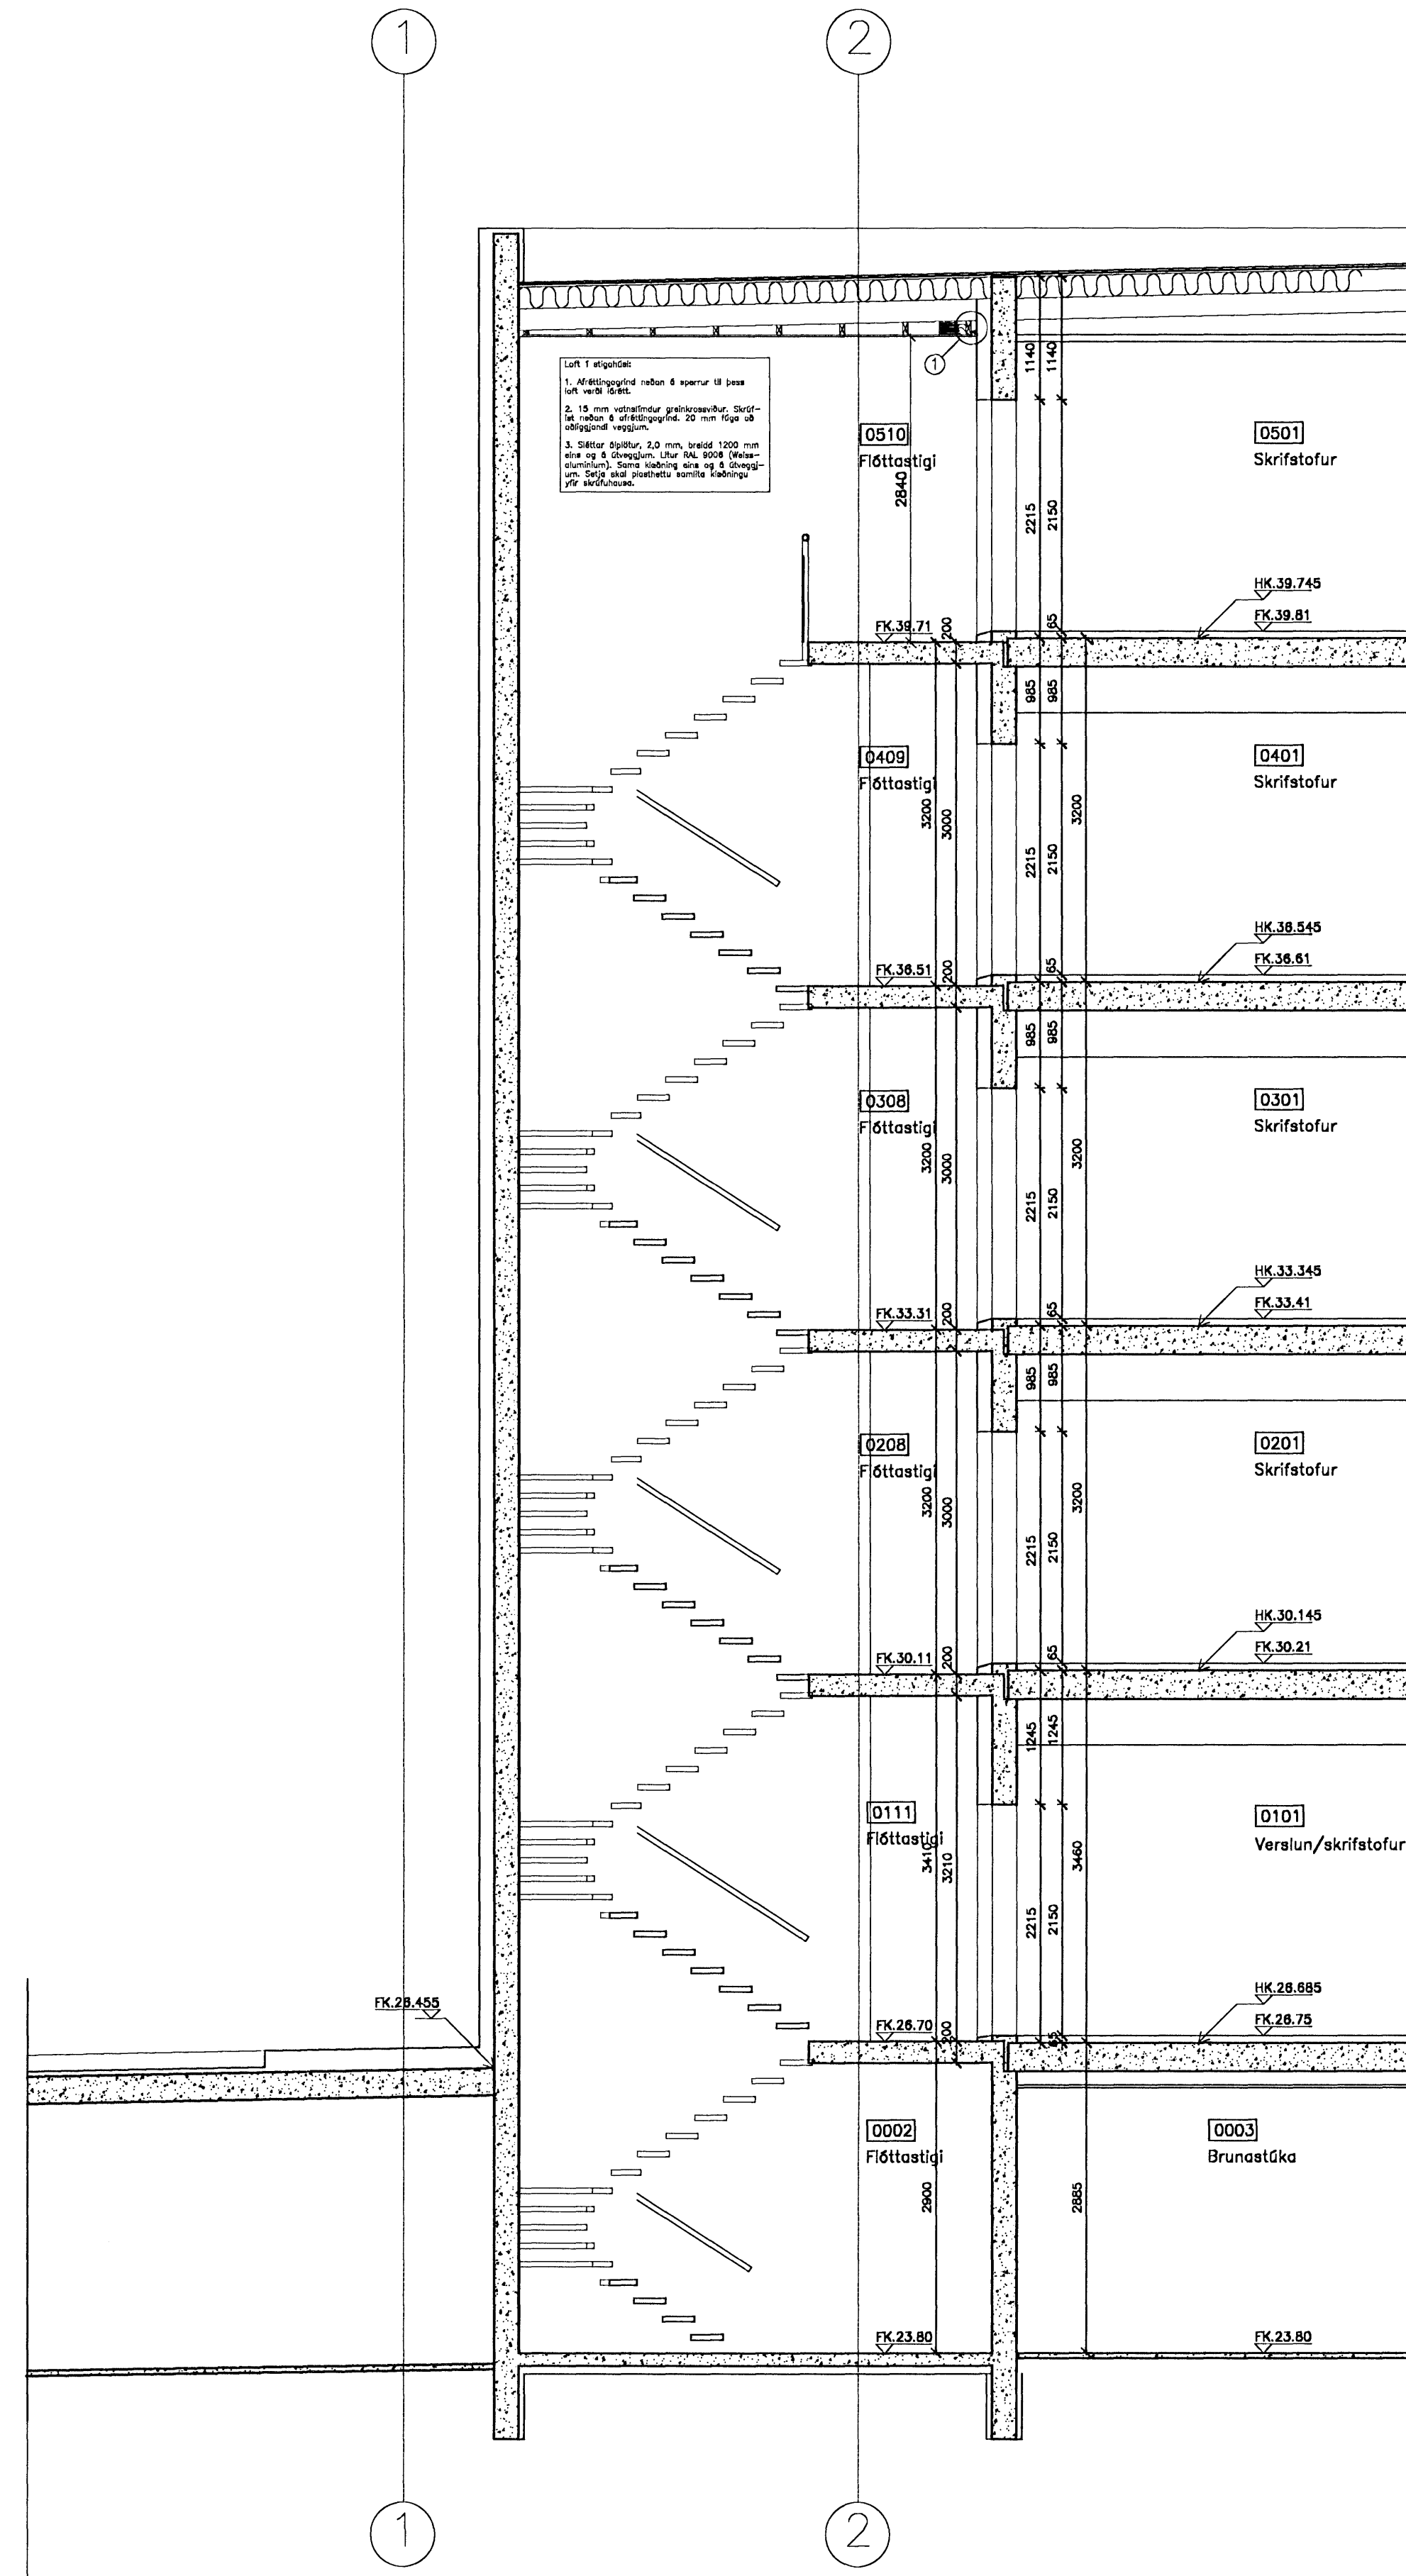 1
2
Loft í stigahúsi:
1. Afréttingagrind neðan á sperrur til þess
loft verði lárétt.
2. 15 mm vatnslímdur greinkrossviður. Skrúf-
ist neðan á afréttingagrind. 20 mm fúga að
aðliggjandi veggjum.
3. Sléttar álplötur, 2,0 mm, breidd 1200 mm
eins og á útveggjum. Litur RAL 9006 (Weiss-
aluminium). Sama klæðning eins og á útveggj-
um. Setja skal plasthettu samlita klæðningu
yfir skrúfuhausa.
1
1140
1140
0510
Flóttastigi
2840
2215
2150
0501
Skrifstofur
HK.39.745
FK.39.81
FK.39.71
200
65
985
985
0409
Flóttastigi
3200
3000
2215
2150
3200
0401
Skrifstofur
HK.36.545
FK.36.61
FK.36.51
200
65
985
985
0308
Flóttastigi
3200
3000
2215
2150
3200
0301
Skrifstofur
HK.33.345
FK.33.41
FK.33.31
200
65
985
985
0208
Flóttastigi
3200
3000
2215
2150
3200
0201
Skrifstofur
HK.30.145
FK.30.21
FK.30.11
200
65
1245
1245
0111
Flóttastigi
3410
3210
2215
2150
3460
0101
Verslun/skrifstofur
HK.26.685
FK.26.75
FK.26.455
FK.26.70
200
65
0002
Flóttastigi
2900
2885
0003
Brunastúka
FK.23.80
FK.23.80
1
2